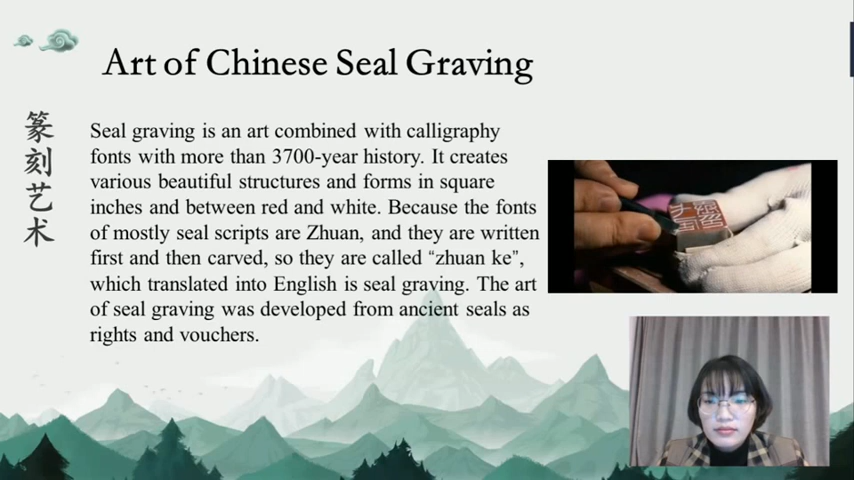 Art of Chinese Seal Graving
篆刻艺术
Seal graving is an art combined with calligraphy
fonts with more than 3700-year history. It creates
various beautiful structures and forms in square
inches and between red and white. Because the fonts
of mostly seal scripts are Zhuan, and they are written
first and then carved, so they are called “zhuan ke”,
which translated into English is seal graving. The art
of seal graving was developed from ancient seals as
rights and vouchers.